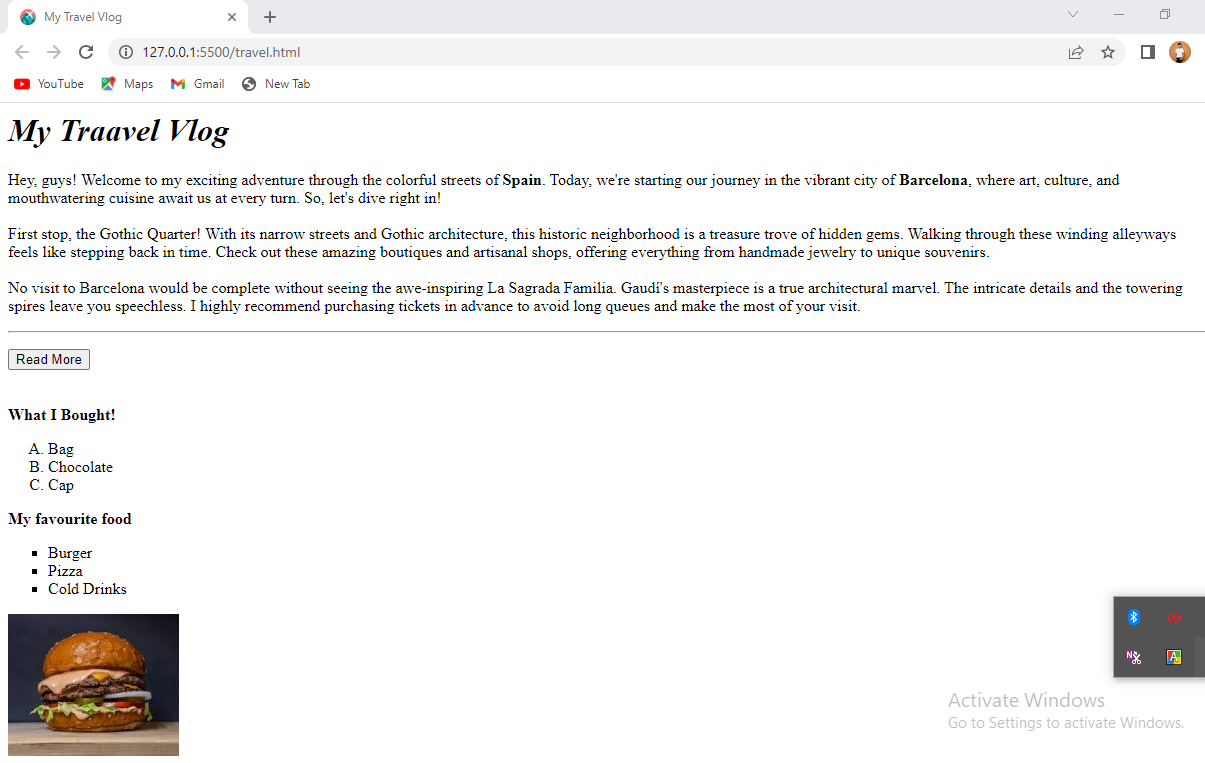 My Travel Vlog
127.0.0.1:5500/travel.html
YouTube Maps Gmail New Tab
My Traavel Vlog
Hey, guys! Welcome to my exciting adventure through the colorful streets of Spain. Today, we're starting our journey in the vibrant city of Barcelona, where art, culture, and
mouthwatering cuisine await us at every turn. So, let's dive right in!
First stop, the Gothic Quarter! With its narrow streets and Gothic architecture, this historic neighborhood is a treasure trove of hidden gems. Walking through these winding alleyways
feels like stepping back in time. Check out these amazing boutiques and artisanal shops, offering everything from handmade jewelry to unique souvenirs.
No visit to Barcelona would be complete without seeing the awe-inspiring La Sagrada Familia. Gaudí's masterpiece is a true architectural marvel. The intricate details and the towering
spires leave you speechless. I highly recommend purchasing tickets in advance to avoid long queues and make the most of your visit.
Read More
What I Bought!
A. Bag
B. Chocolate
C. Cap
My favourite food
Burger
Pizza
Cold Drinks
N
A
Activate Windows
Go to Settings to activate Windows.